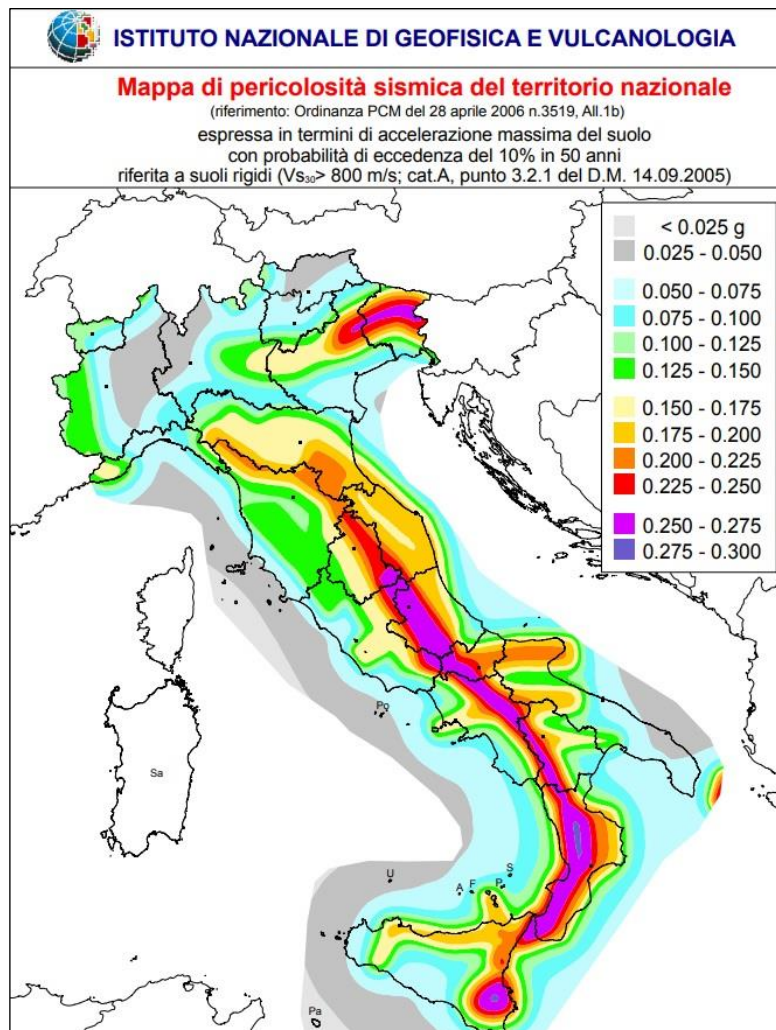 ISTITUTO NAZIONALE DI GEOFISICA E VULCANOLOGIA
Mappa di pericolosità sismica del territorio nazionale
(riferimento: Ordinanza PCM del 28 aprile 2006 n.3519, All.1b)
espressa in termini di accelerazione massima del suolo
con probabilità di eccedenza del 10% in 50 anni
riferita a suoli rigidi (Vs₃₀> 800 m/s; cat.A, punto 3.2.1 del D.M. 14.09.2005)
< 0.025 g
0.025 - 0.050
0.050 - 0.075
0.075 - 0.100
0.100 - 0.125
0.125 - 0.150
0.150 - 0.175
0.175 - 0.200
0.200 - 0.225
0.225 - 0.250
0.250 - 0.275
0.275 - 0.300
Po
Sa
U
A
F
P
S
Pa